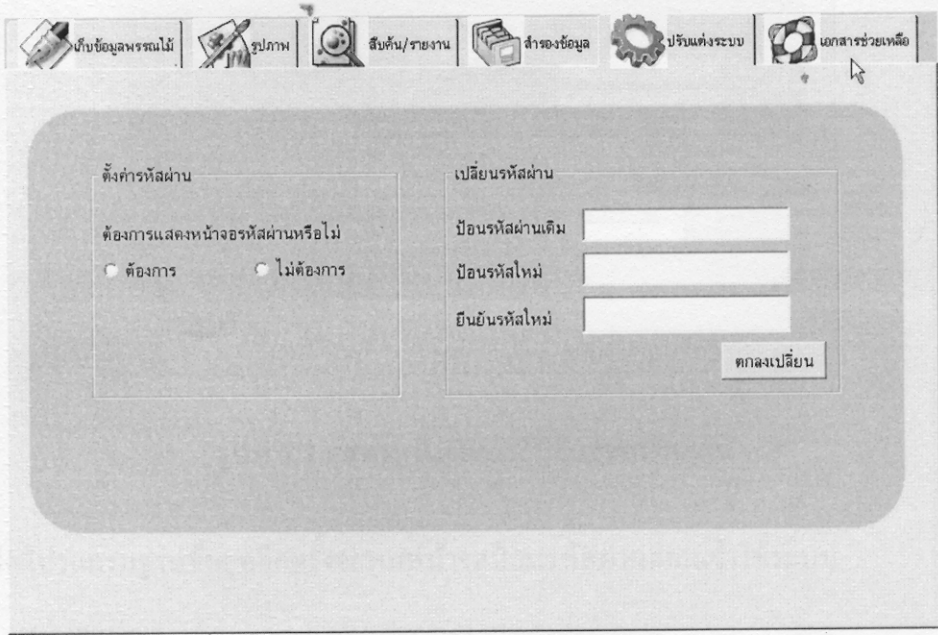 เก็บข้อมูลพรรณไม้ รูปภาพ สืบค้น/รายงาน สำรองข้อมูล ปรับแต่งระบบ เอกสารช่วยเหลือ
ตั้งค่ารหัสผ่าน
ต้องการแสดงหน้าจอรหัสผ่านหรือไม่
ต้องการ ไม่ต้องการ
เปลี่ยนรหัสผ่าน
ป้อนรหัสผ่านเดิม
ป้อนรหัสใหม่
ยืนยันรหัสใหม่
ตกลงเปลี่ยน